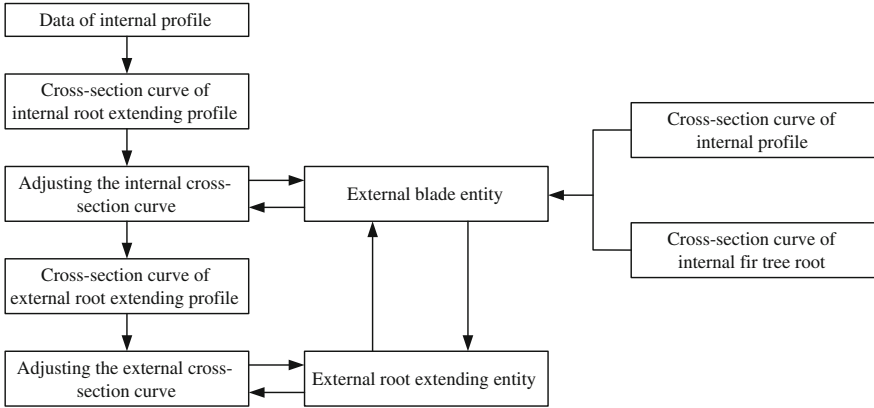 Data of internal profile
Cross-section curve of
internal root extending profile
Adjusting the internal cross-
section curve
Cross-section curve of
external root extending profile
Adjusting the external cross-
section curve
External blade entity
External root extending entity
Cross-section curve of
internal profile
Cross-section curve of
internal fir tree root